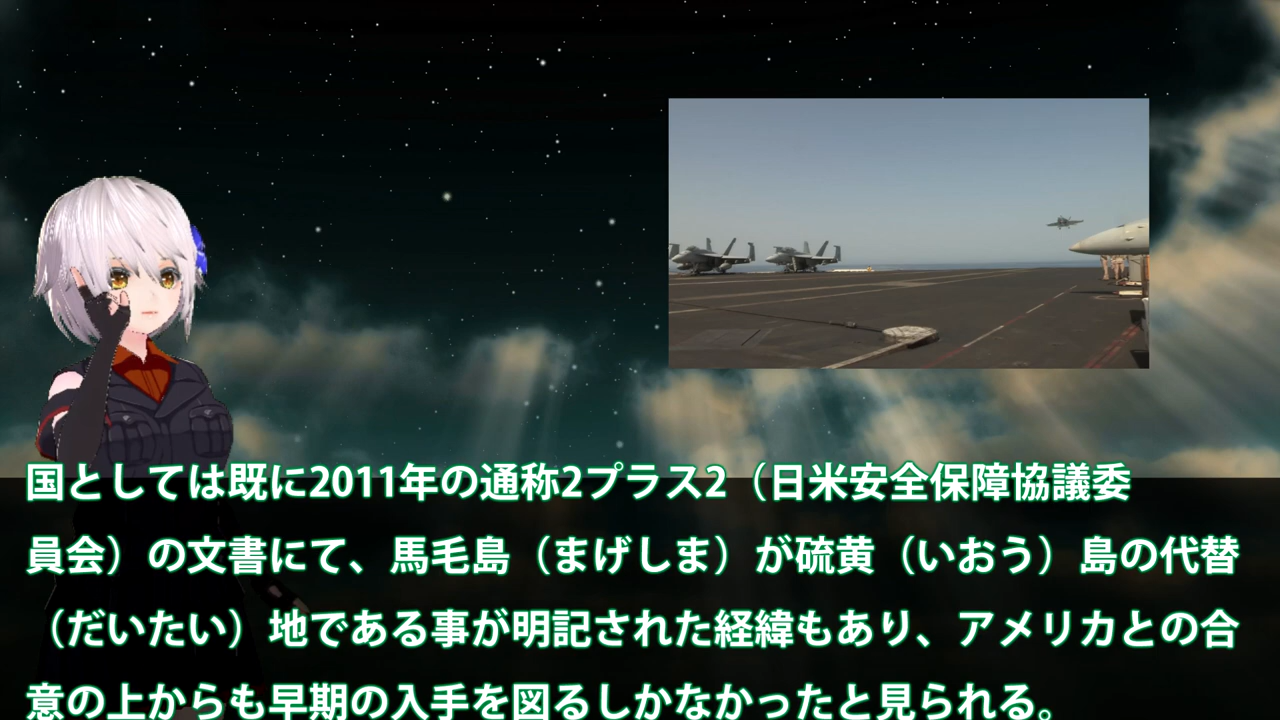 国としては既に2011年の通称2プラス2（日米安全保障協議委
員会）の文書にて、馬毛島（まげしま）が硫黄（いおう）島の代替
（だいたい）地である事が明記された経緯もあり、アメリカとの合
意の上からも早期の入手を図るしかなかったと見られる。